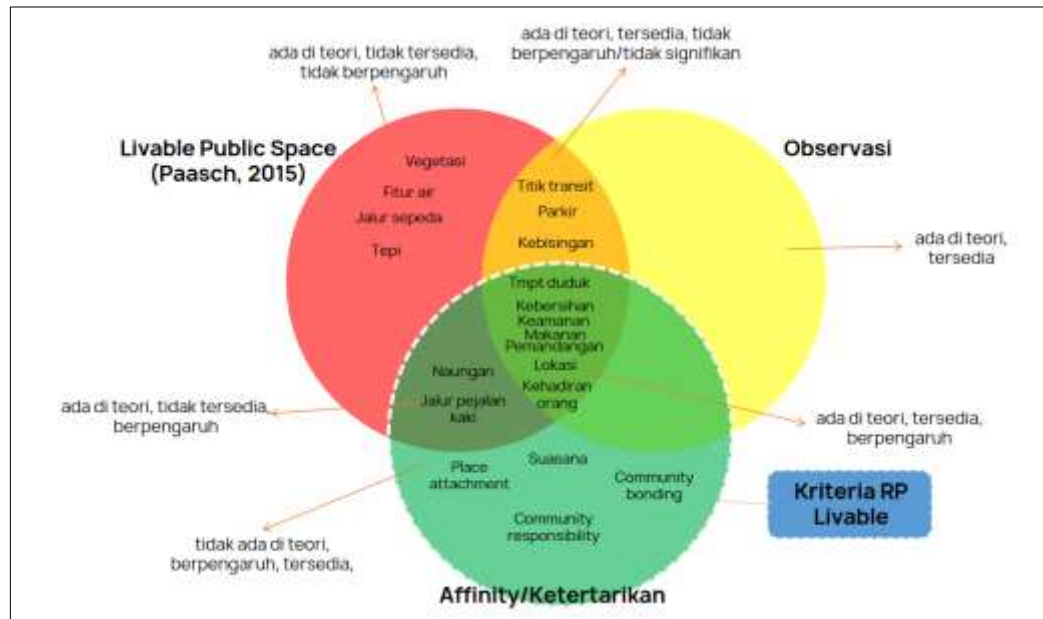 ada di teori, tersedia, tidak
berpengaruh/tidak signifikan
ada di teori, tidak tersedia,
tidak berpengaruh
Livable Public Space
(Paasch, 2015)
Observasi
Vegetasi
Fitur air
Jalur sepeda
Tepi
Titik transit
Parkir
Kebisingan
ada di teori,
tersedia
Tmpt duduk
Kebersihan
Keamanan
Makanan
Pemandangan
Lokasi
Kehadiran
orang
Naungan
Jalur pejalan
kaki
ada di teori, tidak tersedia,
berpengaruh
ada di teori, tersedia,
berpengaruh
Place
attachment
Suasana
Community
bonding
Community
responsibility
Kriteria RP
Livable
tidak ada di teori,
berpengaruh, tersedia,
Affinity/Ketertarikan